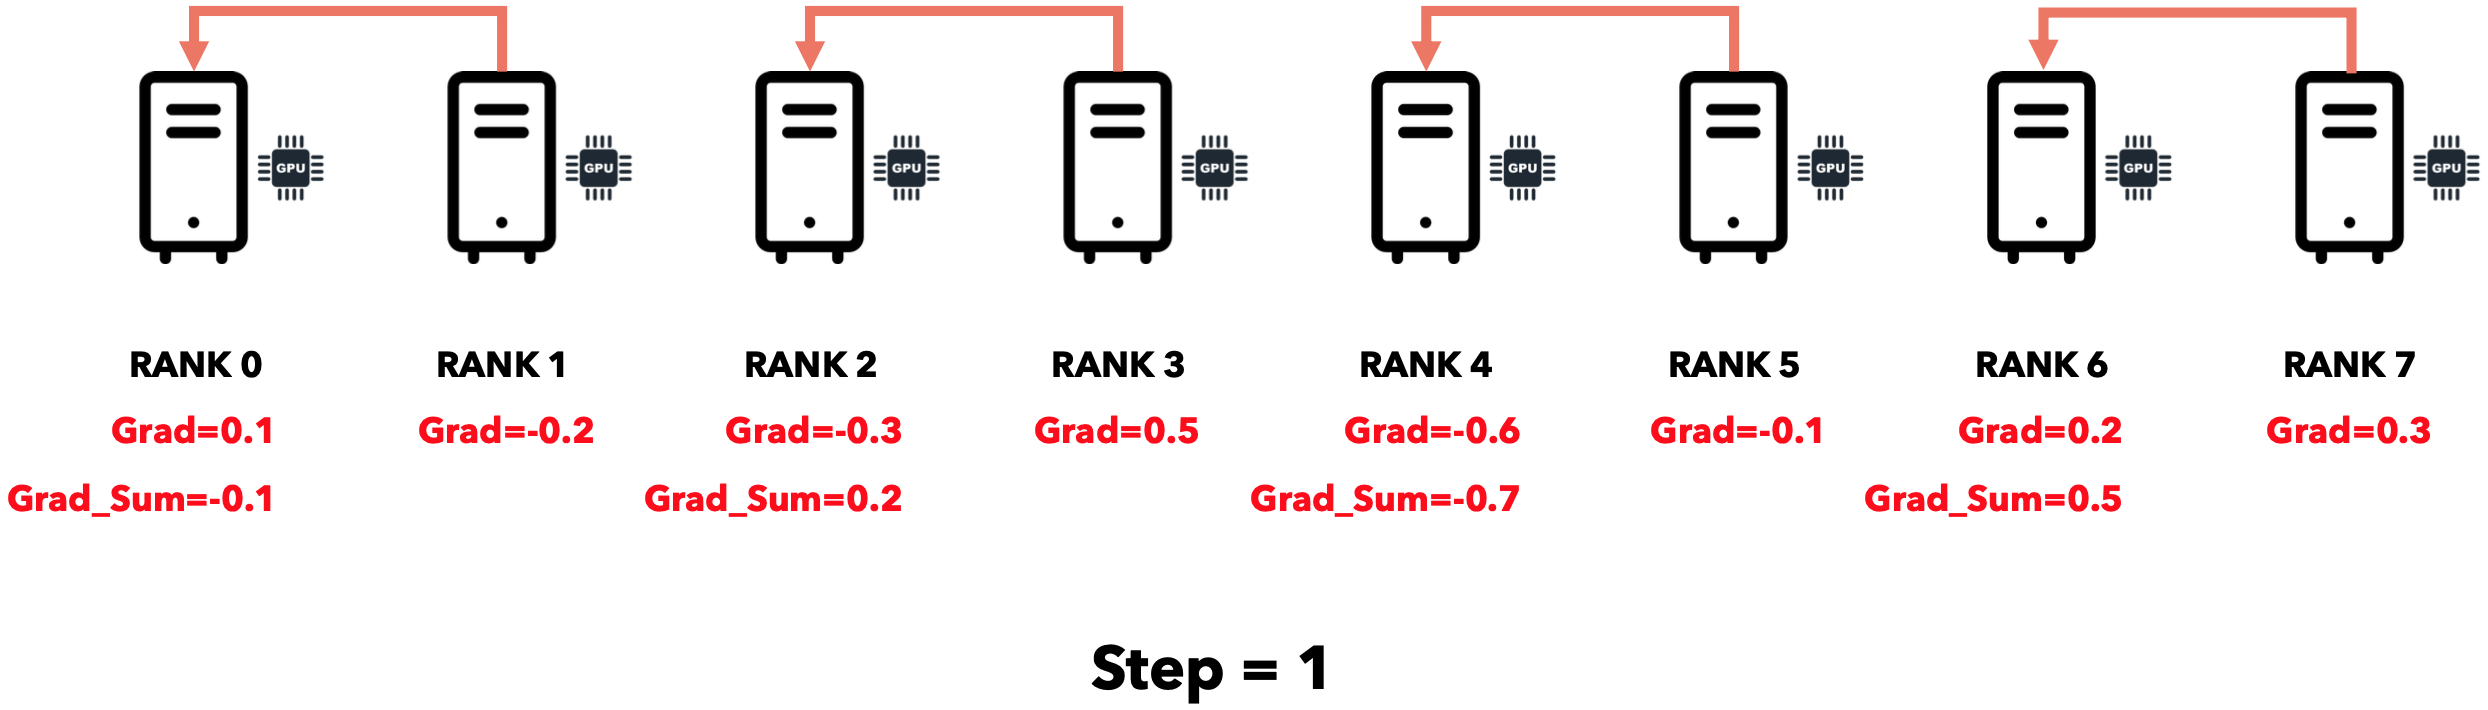 GPU GPU GPU GPU GPU GPU GPU GPU
RANK 0 RANK 1 RANK 2 RANK 3 RANK 4 RANK 5 RANK 6 RANK 7
Grad=0.1 Grad=-0.2 Grad=-0.3 Grad=0.5 Grad=-0.6 Grad=-0.1 Grad=0.2 Grad=0.3
Grad_Sum=-0.1 Grad_Sum=0.2 Grad_Sum=-0.7 Grad_Sum=0.5
Step = 1